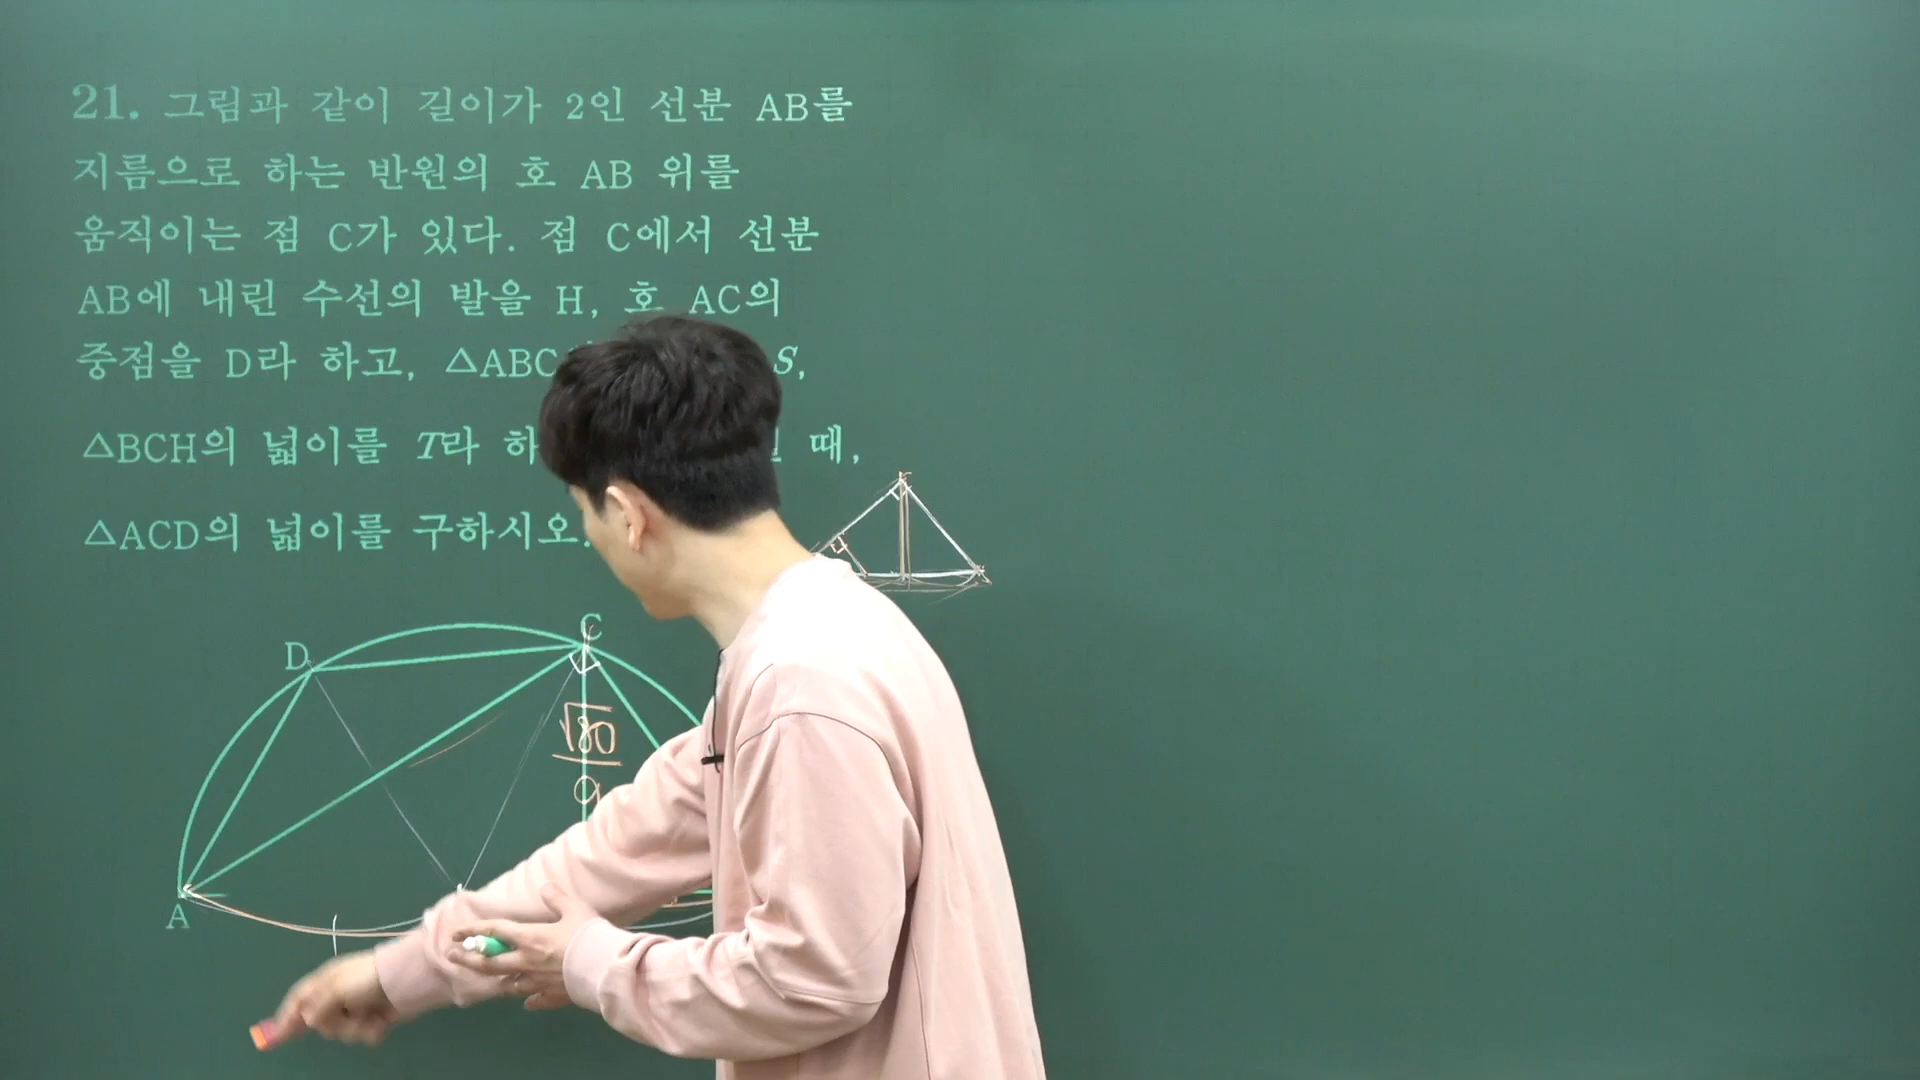 21. 그림과 같이 길이가 2인 선분 AB를
지름으로 하는 반원의 호 AB 위를
움직이는 점 C가 있다. 점 C에서 선분
AB에 내린 수선의 발을 H, 호 AC의
중점을 D라 하고, △ABC S,
△BCH의 넓이를 T라 하 때,
△ACD의 넓이를 구하시오.
C
D
√80
9
A